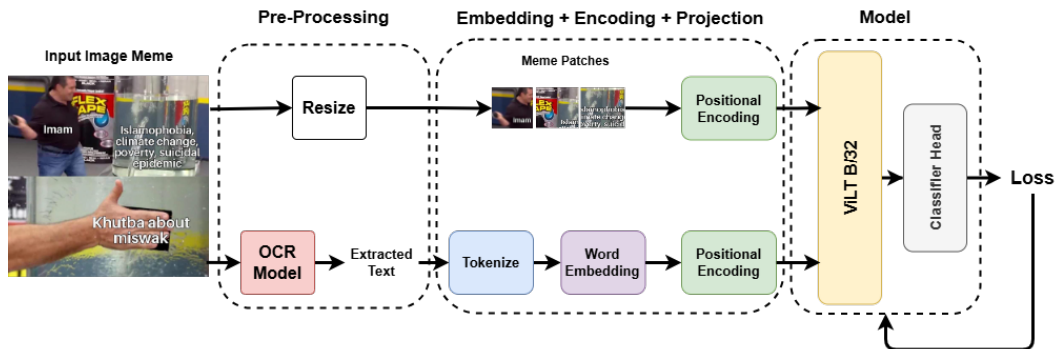 Pre-Processing
Embedding + Encoding + Projection
Model
Input Image Meme
Meme Patches
FLEX
TAPE
Imam
Islamophobia,
climate change,
poverty, suicidal
epidemic
Khutba about
miswak
Resize
Imam
FLEX
Positional
Encoding
OCR
Model
Extracted
Text
Tokenize
Word
Embedding
Positional
Encoding
ViLT B/32
Classifier Head
Loss